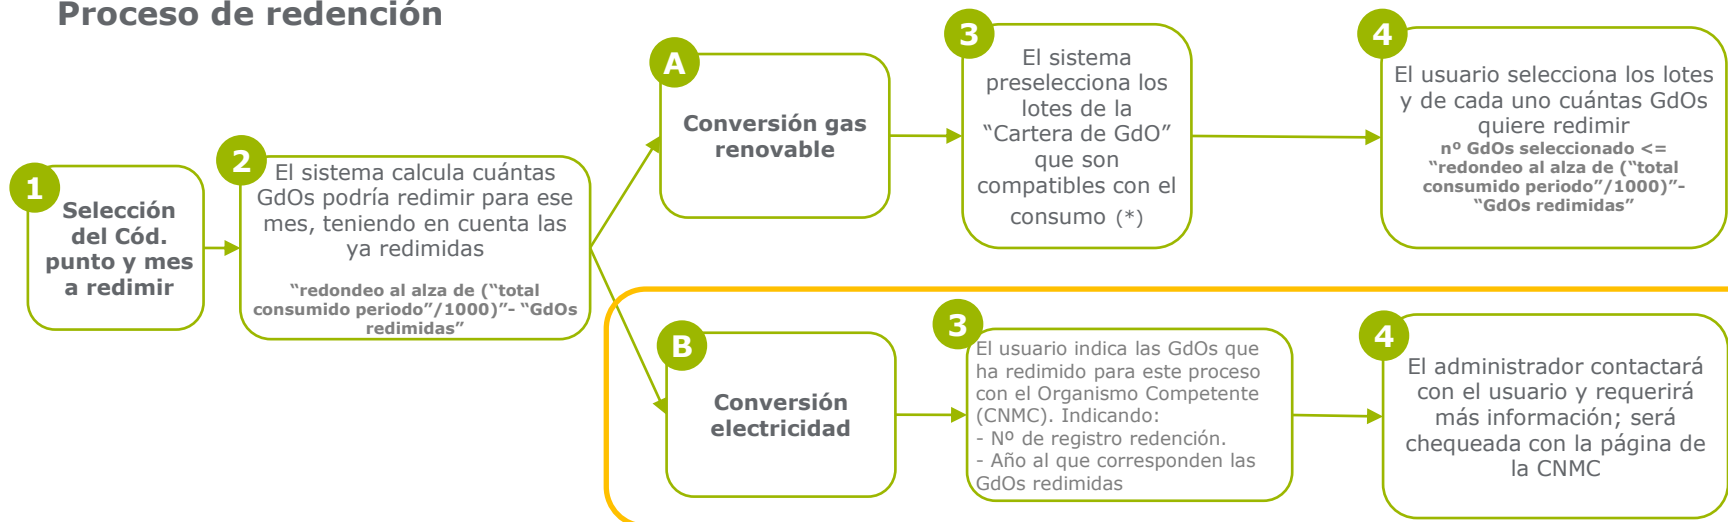 Proceso de redención
1
Selección
del Cód.
punto y mes
a redimir
2
El sistema calcula cuántas
GdOs podría redimir para ese
mes, teniendo en cuenta las
ya redimidas
“redondeo al alza de (“total
consumido periodo”/1000)”- “GdOs
redimidas”
A
Conversión gas
renovable
3
El sistema
preselecciona los
lotes de la
“Cartera de GdO”
que son
compatibles con el
consumo (*)
4
El usuario selecciona los lotes
y de cada uno cuántas GdOs
quiere redimir
nº GdOs seleccionado <=
“redondeo al alza de (“total
consumido periodo”/1000)”-
“GdOs redimidas”
B
Conversión
electricidad
3
El usuario indica las GdOs que
ha redimido para este proceso
con el Organismo Competente
(CNMC). Indicando:
- Nº de registro redención.
- Año al que corresponden las
GdOs redimidas
4
El administrador contactará
con el usuario y requerirá
más información; será
chequeada con la página de
la CNMC